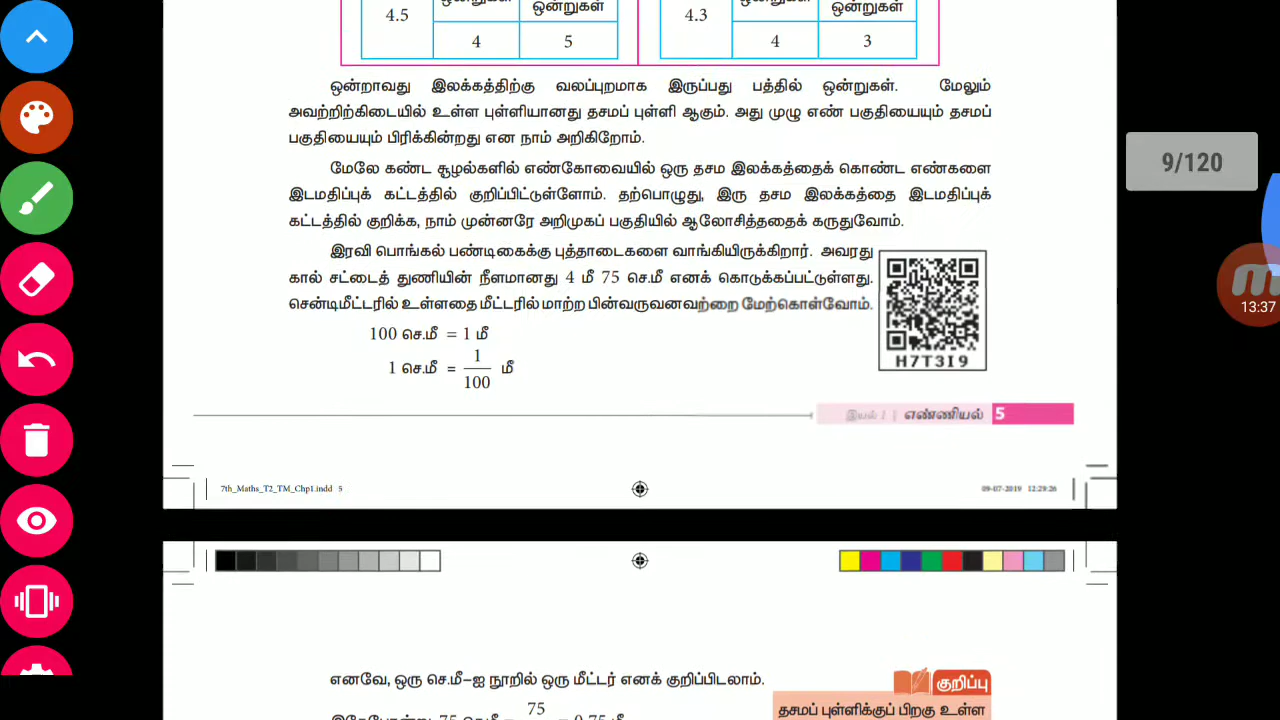 4.5
ஒன்றுகள்
4 5
4.3
ஒன்றுகள்
4 3
ஒன்றாவது இலக்கத்திற்கு வலப்புறமாக இருப்பது பத்தில் ஒன்றுகள். மேலும்
அவற்றிற்கிடையில் உள்ள புள்ளியானது தசமப் புள்ளி ஆகும். அது முழு எண் பகுதியையும் தசமப்
பகுதியையும் பிரிக்கின்றது என நாம் அறிகிறோம்.
மேலே கண்ட சூழல்களில் எண்கோவையில் ஒரு தசம இலக்கத்தைக் கொண்ட எண்களை
இடமதிப்புக் கட்டத்தில் குறிப்பிட்டுள்ளோம். தற்பொழுது, இரு தசம இலக்கத்தை இடமதிப்புக்
கட்டத்தில் குறிக்க, நாம் முன்னரே அறிமுகப் பகுதியில் ஆலோசித்ததைக் கருதுவோம்.
இரவி பொங்கல் பண்டிகைக்கு புத்தாடைகளை வாங்கியிருக்கிறார். அவரது
கால் சட்டைத் துணியின் நீளமானது 4 மீ 75 செ.மீ எனக் கொடுக்கப்பட்டுள்ளது.
சென்டிமீட்டரில் உள்ளதை மீட்டரில் மாற்ற பின்வருவனவற்றை மேற்கொள்வோம்.
100 செ.மீ = 1 மீ
1 செ.மீ = 1/100 மீ
H7T3I9
இயல் 1 | எண்ணியல் 5
7th_Maths_T2_TM_Chp1.indd 5
09-07-2019 12:29:26
எனவே, ஒரு செ.மீ-ஐ நூறில் ஒரு மீட்டர் எனக் குறிப்பிடலாம்.
குறிப்பு
தசமப் புள்ளிக்குப் பிறகு உள்ள
75
9/120
13:37